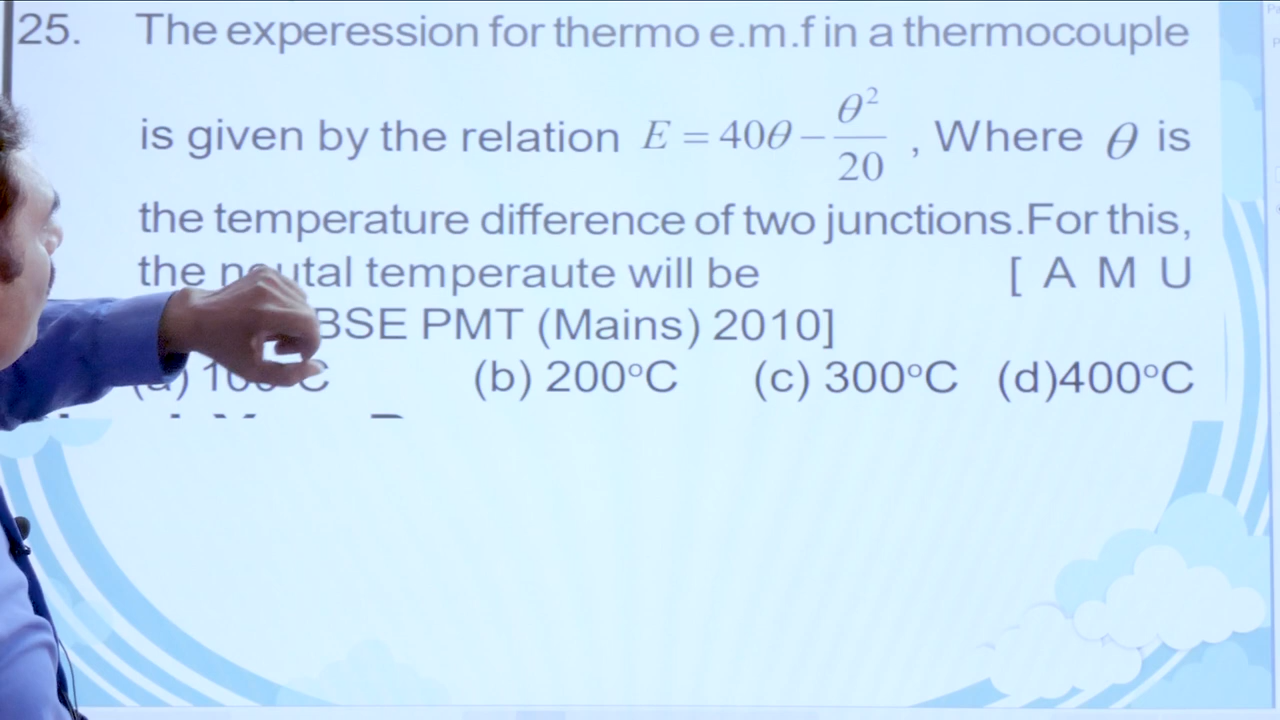 25. The experession for thermo e.m.f in a thermocouple
is given by the relation E = 40θ − θ²/20 , Where θ is
the temperature difference of two junctions.For this,
the temperaute will be [ A M U
BSE PMT (Mains) 2010]
(b) 200°C (c) 300°C (d)400°C